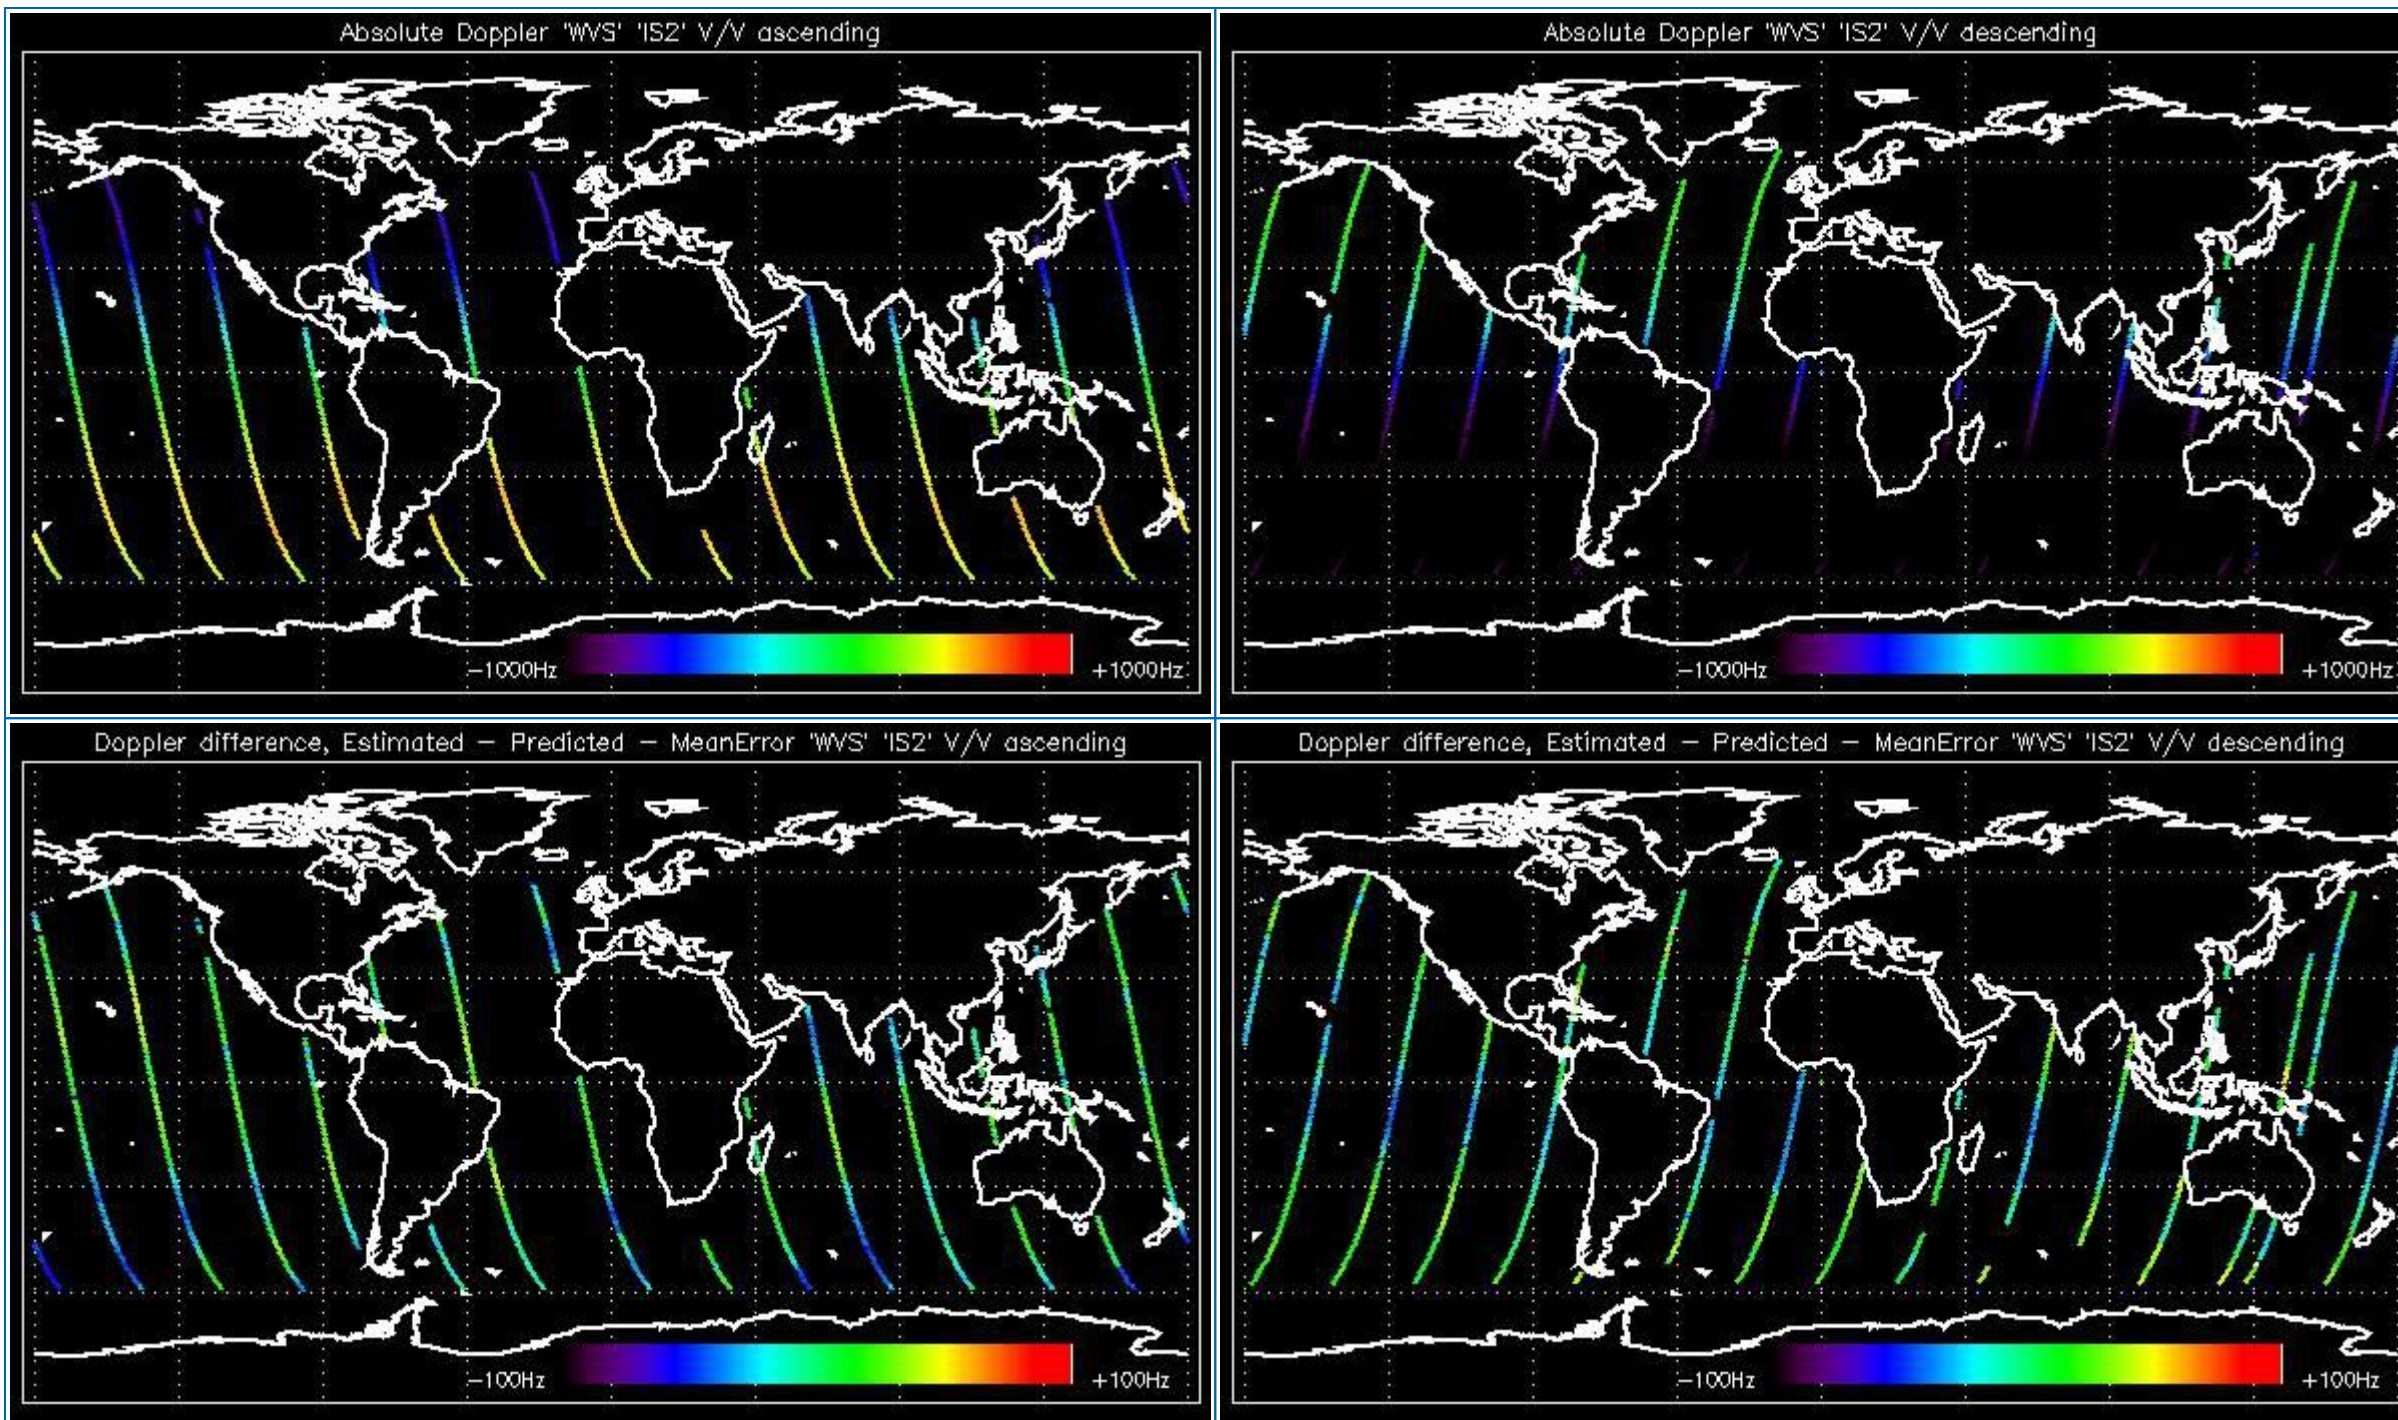 Absolute Doppler 'WVS' 'IS2' V/V ascending
−1000Hz
+1000Hz
Absolute Doppler 'WVS' 'IS2' V/V descending
−1000Hz
+1000Hz
Doppler difference, Estimated − Predicted − MeanError 'WVS' 'IS2' V/V ascending
−100Hz
+100Hz
Doppler difference, Estimated − Predicted − MeanError 'WVS' 'IS2' V/V descending
−100Hz
+100Hz